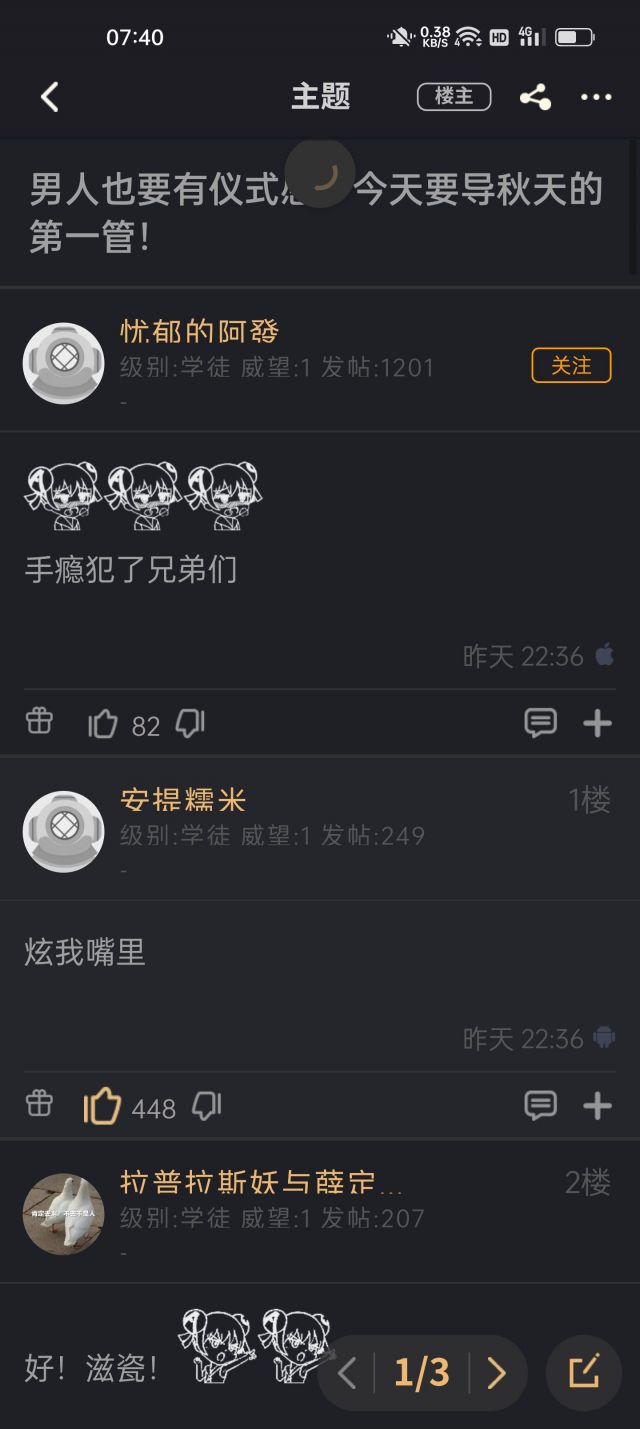 07:40
0.38 KB/S
4
HD
4G
主题
楼主
男人也要有仪式感 今天要导秋天的
第一管！
忧郁的阿發
级别:学徒 威望:1 发帖:1201
关注
-
手瘾犯了兄弟们
昨天 22:36
82
安提糯米
1楼
级别:学徒 威望:1 发帖:249
-
炫我嘴里
昨天 22:36
448
拉普拉斯妖与薛定...
2楼
级别:学徒 威望:1 发帖:207
-
好！滋瓷！
1/3